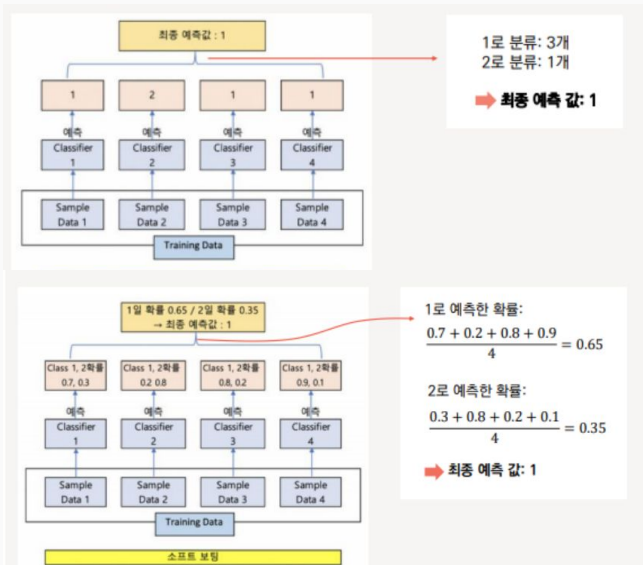 최종 예측값 : 1
1로 분류: 3개
2로 분류: 1개
최종 예측 값: 1
1 2 1 1
예측 예측 예측 예측
Classifier 1 Classifier 2 Classifier 3 Classifier 4
Sample Data 1 Sample Data 2 Sample Data 3 Sample Data 4
Training Data
1일 확률 0.65 / 2일 확률 0.35
→ 최종 예측값 : 1
1로 예측한 확률:
0.7 + 0.2 + 0.8 + 0.9
4
= 0.65
2로 예측한 확률:
0.3 + 0.8 + 0.2 + 0.1
4
= 0.35
최종 예측 값: 1
Class 1, 2확률 Class 1, 2확률 Class 1, 2확률 Class 1, 2확률
0.7, 0.3 0.2 0.8 0.8, 0.2 0.9, 0.1
예측 예측 예측 예측
Classifier 1 Classifier 2 Classifier 3 Classifier 4
Sample Data 1 Sample Data 2 Sample Data 3 Sample Data 4
Training Data
소프트 보팅